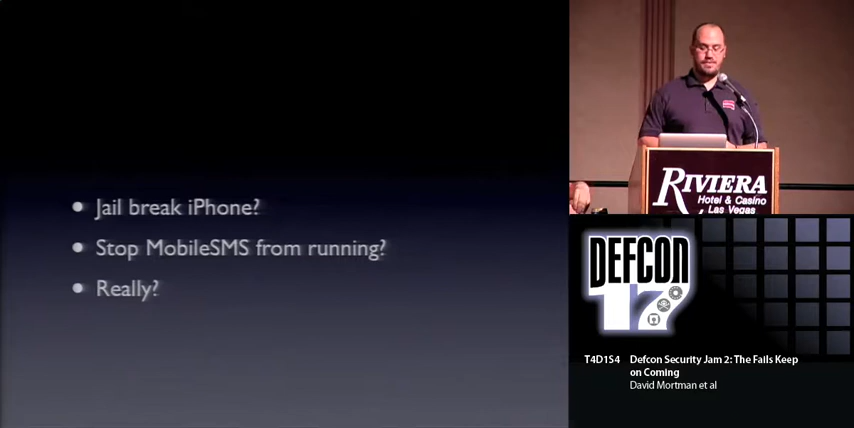 Jail break iPhone?
Stop MobileSMS from running?
Really?
RIVIERA
Hotel & Casino
Las Vegas
DEFCON
17
T4D1S4 Defcon Security Jam 2: The Fails Keep
on Coming
David Mortman et al